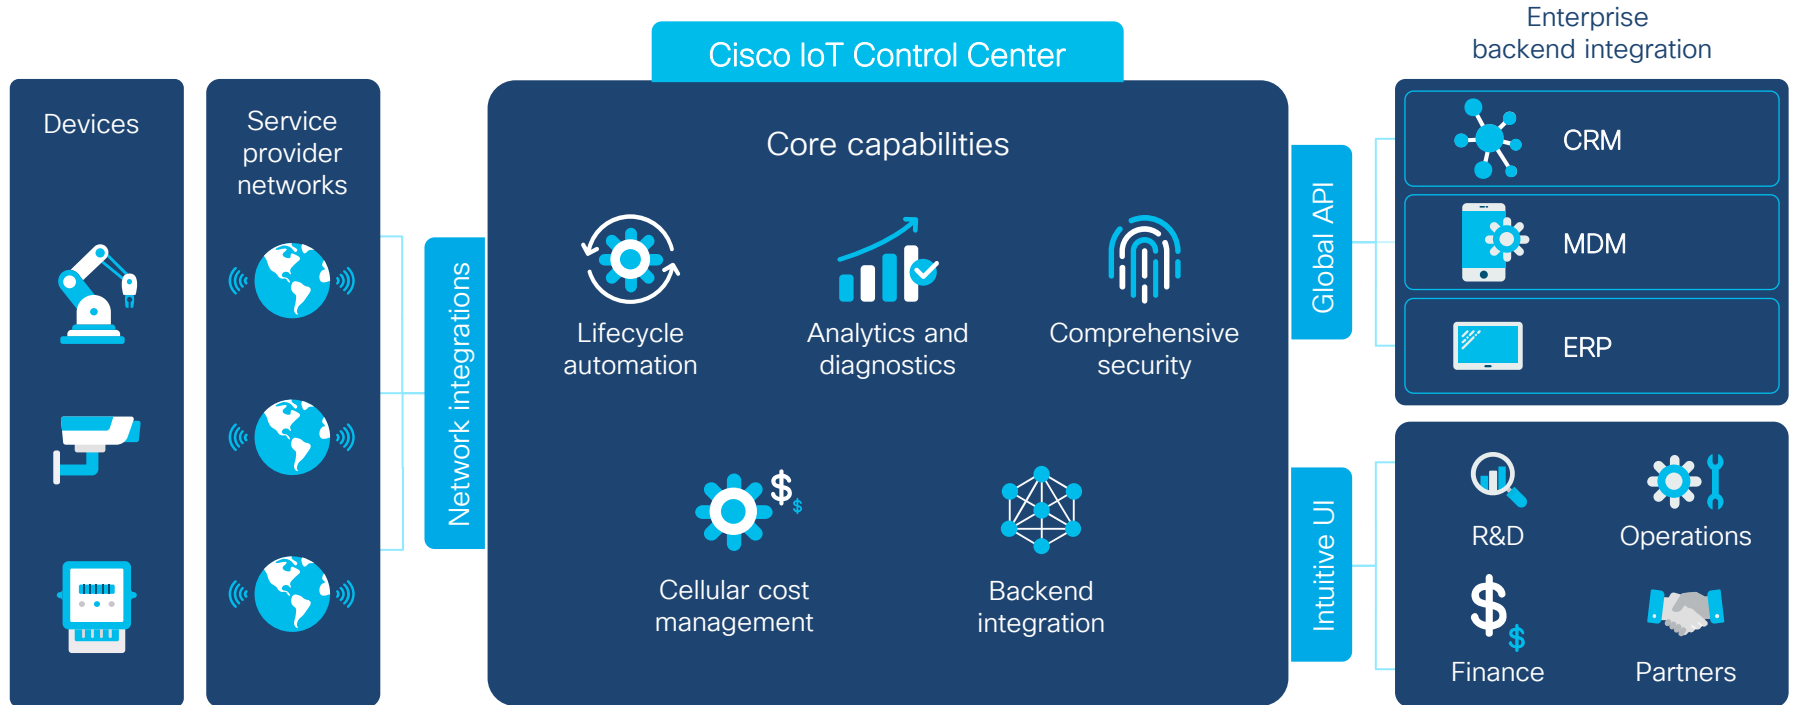 Devices
Service
provider
networks
Network integrations
Cisco IoT Control Center
Core capabilities
Lifecycle
automation
Analytics and
diagnostics
Comprehensive
security
Cellular cost
management
Backend
integration
Global API
Intuitive UI
Enterprise
backend integration
CRM
MDM
ERP
R&D
Operations
Finance
Partners